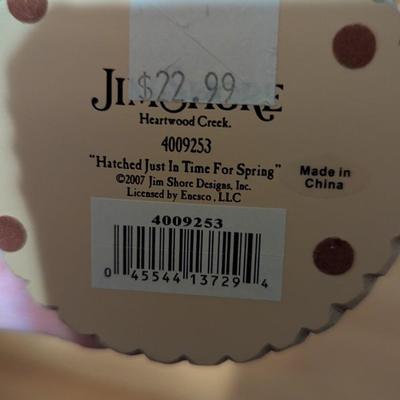 $22.99
JIM SHORE
Heartwood Creek.
4009253
"Hatched Just In Time For Spring"
©2007 Jim Shore Designs, Inc.
Licensed by Enesco, LLC
Made in
China
4009253
0 45544 13729 4